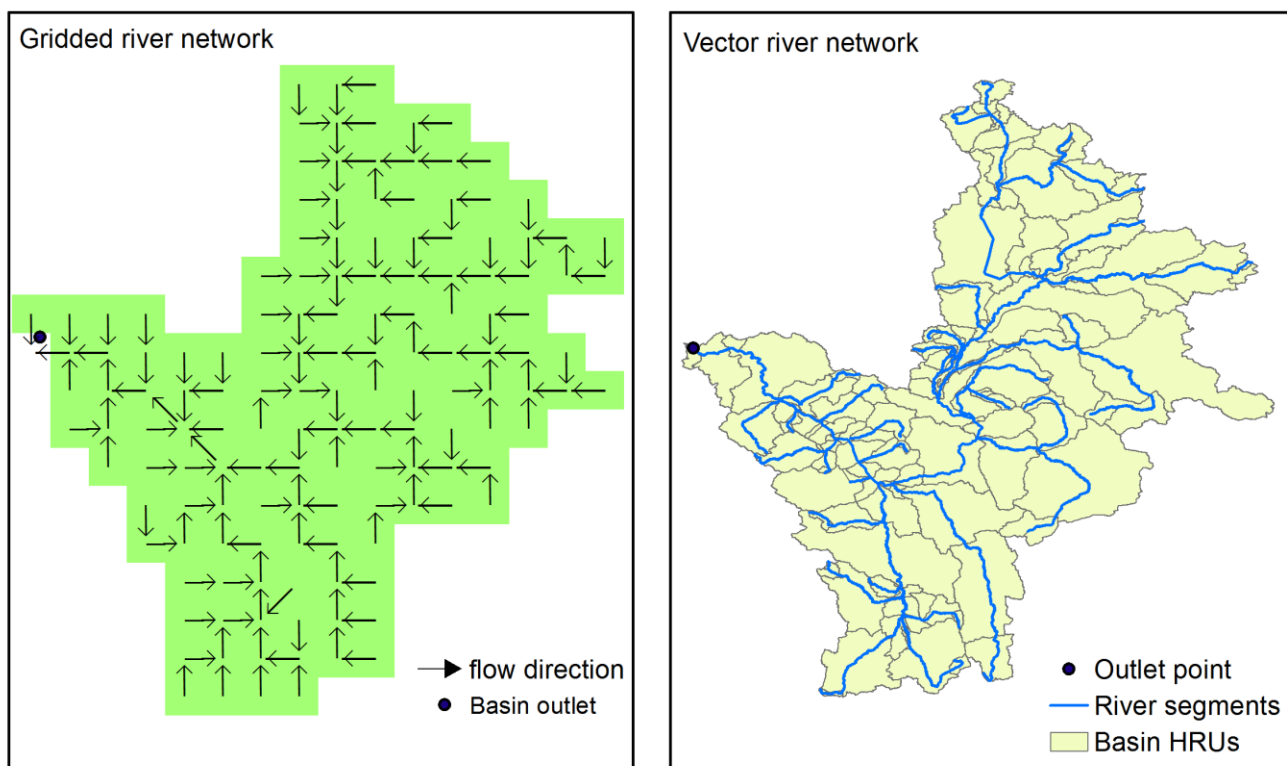 Gridded river network
flow direction
Basin outlet
Vector river network
Outlet point
River segments
Basin HRUs